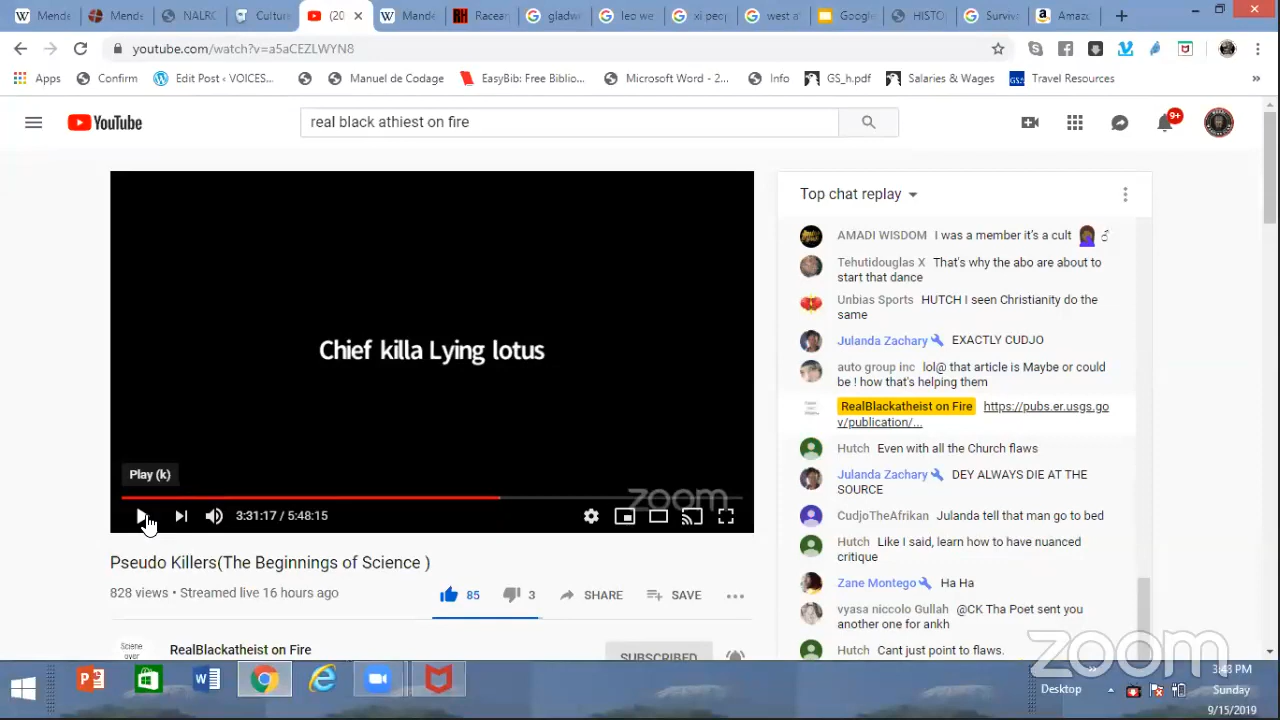 Mende
Mende
NALRC
Culture
(20
Mande
Racean
gladw
leo we
xi pec
west af
Google
HISTO
Surviva
Amazo
youtube.com/watch?v=a5aCEZLWYN8
Apps
Confirm
Edit Post ‹ VOICES...
Manuel de Codage
EasyBib: Free Biblio...
Microsoft Word - 2...
Info
GS_h.pdf
Salaries & Wages
Travel Resources
»
YouTube
real black athiest on fire
9+
Chief killa Lying lotus
Play (k)
zoom
3:31:17 / 5:48:15
Pseudo Killers(The Beginnings of Science )
828 views • Streamed live 16 hours ago
85
3
SHARE
SAVE
Sciene
over
RealBlackatheist on Fire
SUBSCRIBED
Top chat replay
AMADI WISDOM I was a member it's a cult
Tehutidouglas X That's why the abo are about to
start that dance
Unbias Sports HUTCH I seen Christianity do the
same
Julanda Zachary EXACTLY CUDJO
auto group inc lol@ that article is Maybe or could
be ! how that's helping them
RealBlackatheist on Fire https://pubs.er.usgs.go
v/publication/...
Hutch Even with all the Church flaws
Julanda Zachary DEY ALWAYS DIE AT THE
SOURCE
CudjoTheAfrikan Julanda tell that man go to bed
Hutch Like I said, learn how to have nuanced
critique
Zane Montego Ha Ha
vyasa niccolo Gullah @CK Tha Poet sent you
another one for ankh
Hutch Cant just point to flaws.
zoom
Desktop
»
3:43 PM
Sunday
9/15/2019